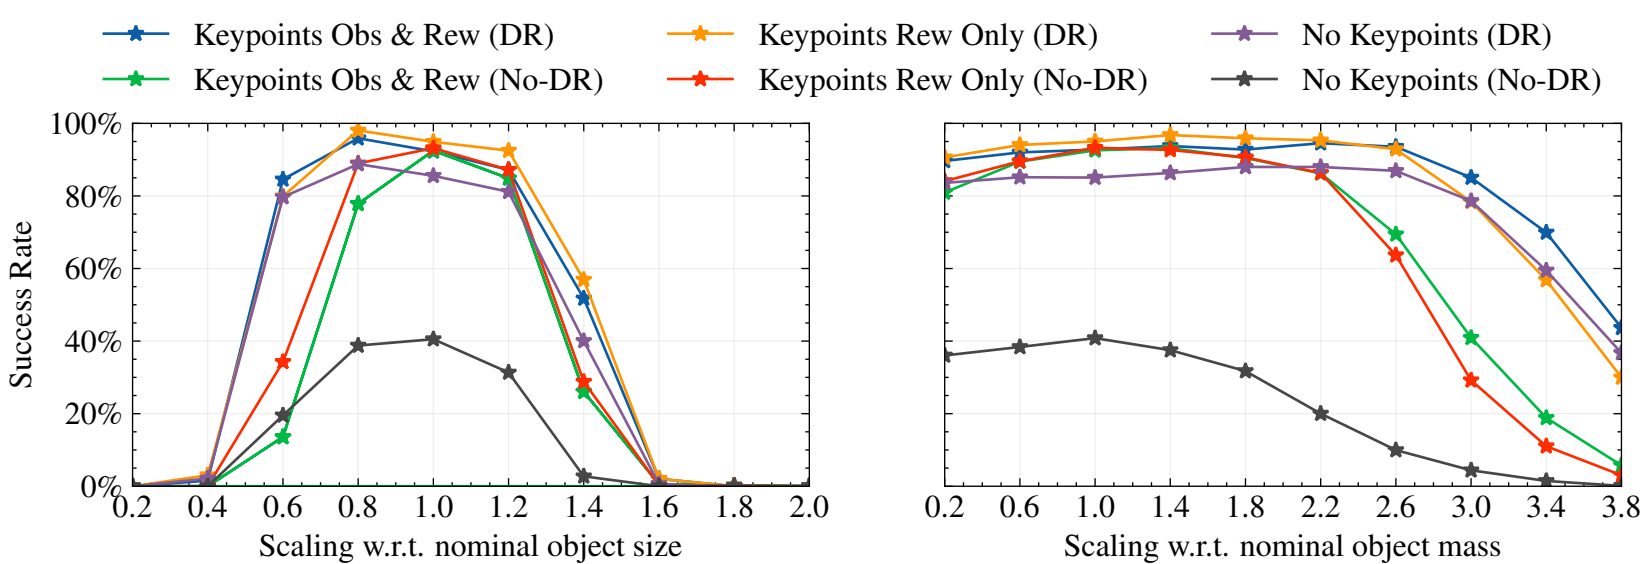 Keypoints Obs & Rew (DR) Keypoints Rew Only (DR) No Keypoints (DR)
Keypoints Obs & Rew (No-DR) Keypoints Rew Only (No-DR) No Keypoints (No-DR)
100%
80%
60%
40%
20%
0%
Success Rate
0.2 0.4 0.6 0.8 1.0 1.2 1.4 1.6 1.8 2.0
Scaling w.r.t. nominal object size
0.2 0.6 1.0 1.4 1.8 2.2 2.6 3.0 3.4 3.8
Scaling w.r.t. nominal object mass